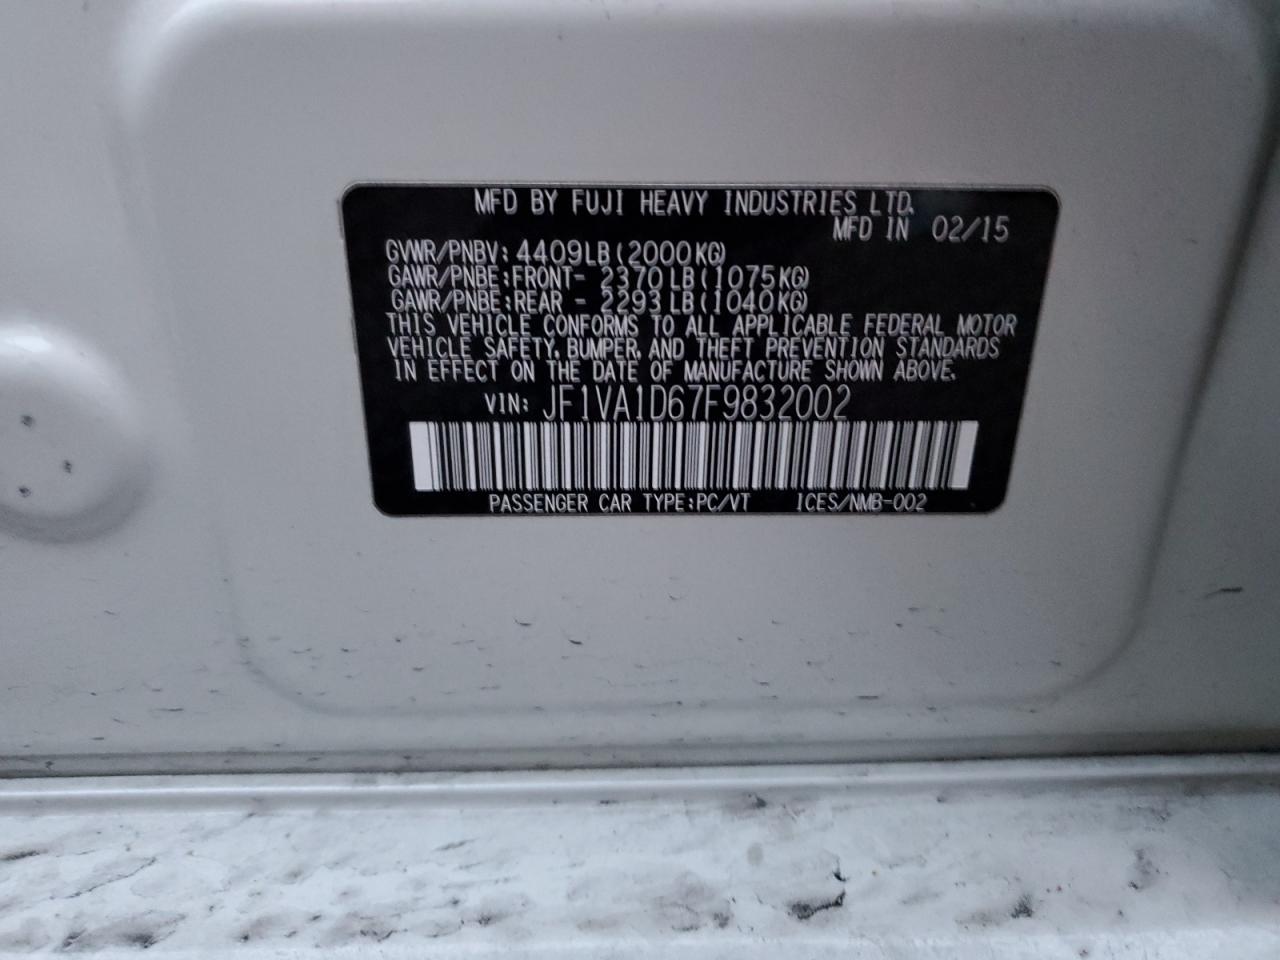 MFD BY FUJI HEAVY INDUSTRIES LTD.
MFD IN 02/15
GVWR/PNBV: 4409LB(2000KG)
GAWR/PNBE:FRONT- 2370LB(1075KG)
GAWR/PNBE:REAR - 2293LB(1040KG)
THIS VEHICLE CONFORMS TO ALL APPLICABLE FEDERAL MOTOR
VEHICLE SAFETY, BUMPER, AND THEFT PREVENTION STANDARDS
IN EFFECT ON THE DATE OF MANUFACTURE SHOWN ABOVE.
VIN: JF1VA1D67F9832002
PASSENGER CAR TYPE:PC/VT ICES/NMB-002